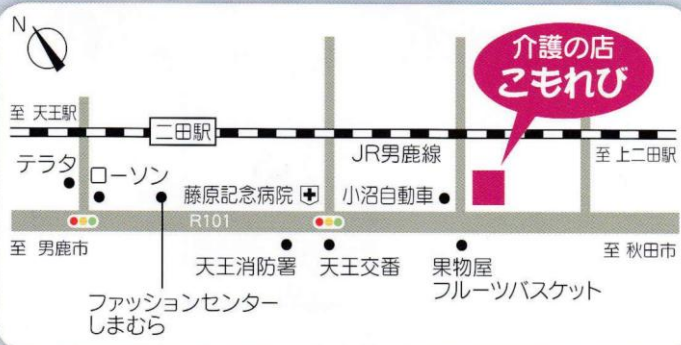 N
介護の店
こもれび
至 天王駅
二田駅
JR男鹿線
至 上二田駅
テラタ
ローソン
藤原記念病院
小沼自動車
R101
至 男鹿市
天王消防署
天王交番
果物屋
フルーツバスケット
至 秋田市
ファッションセンター
しまむら